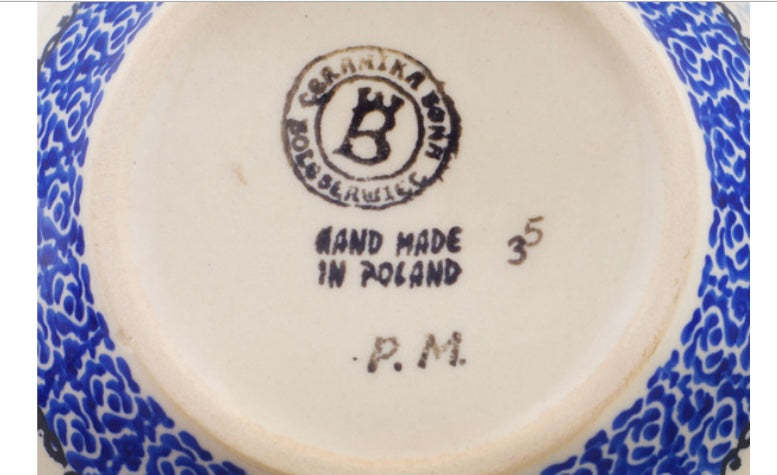 CERAMIKA BONA
BOLESŁAWIEC
B
HAND MADE
IN POLAND
35
P.M.